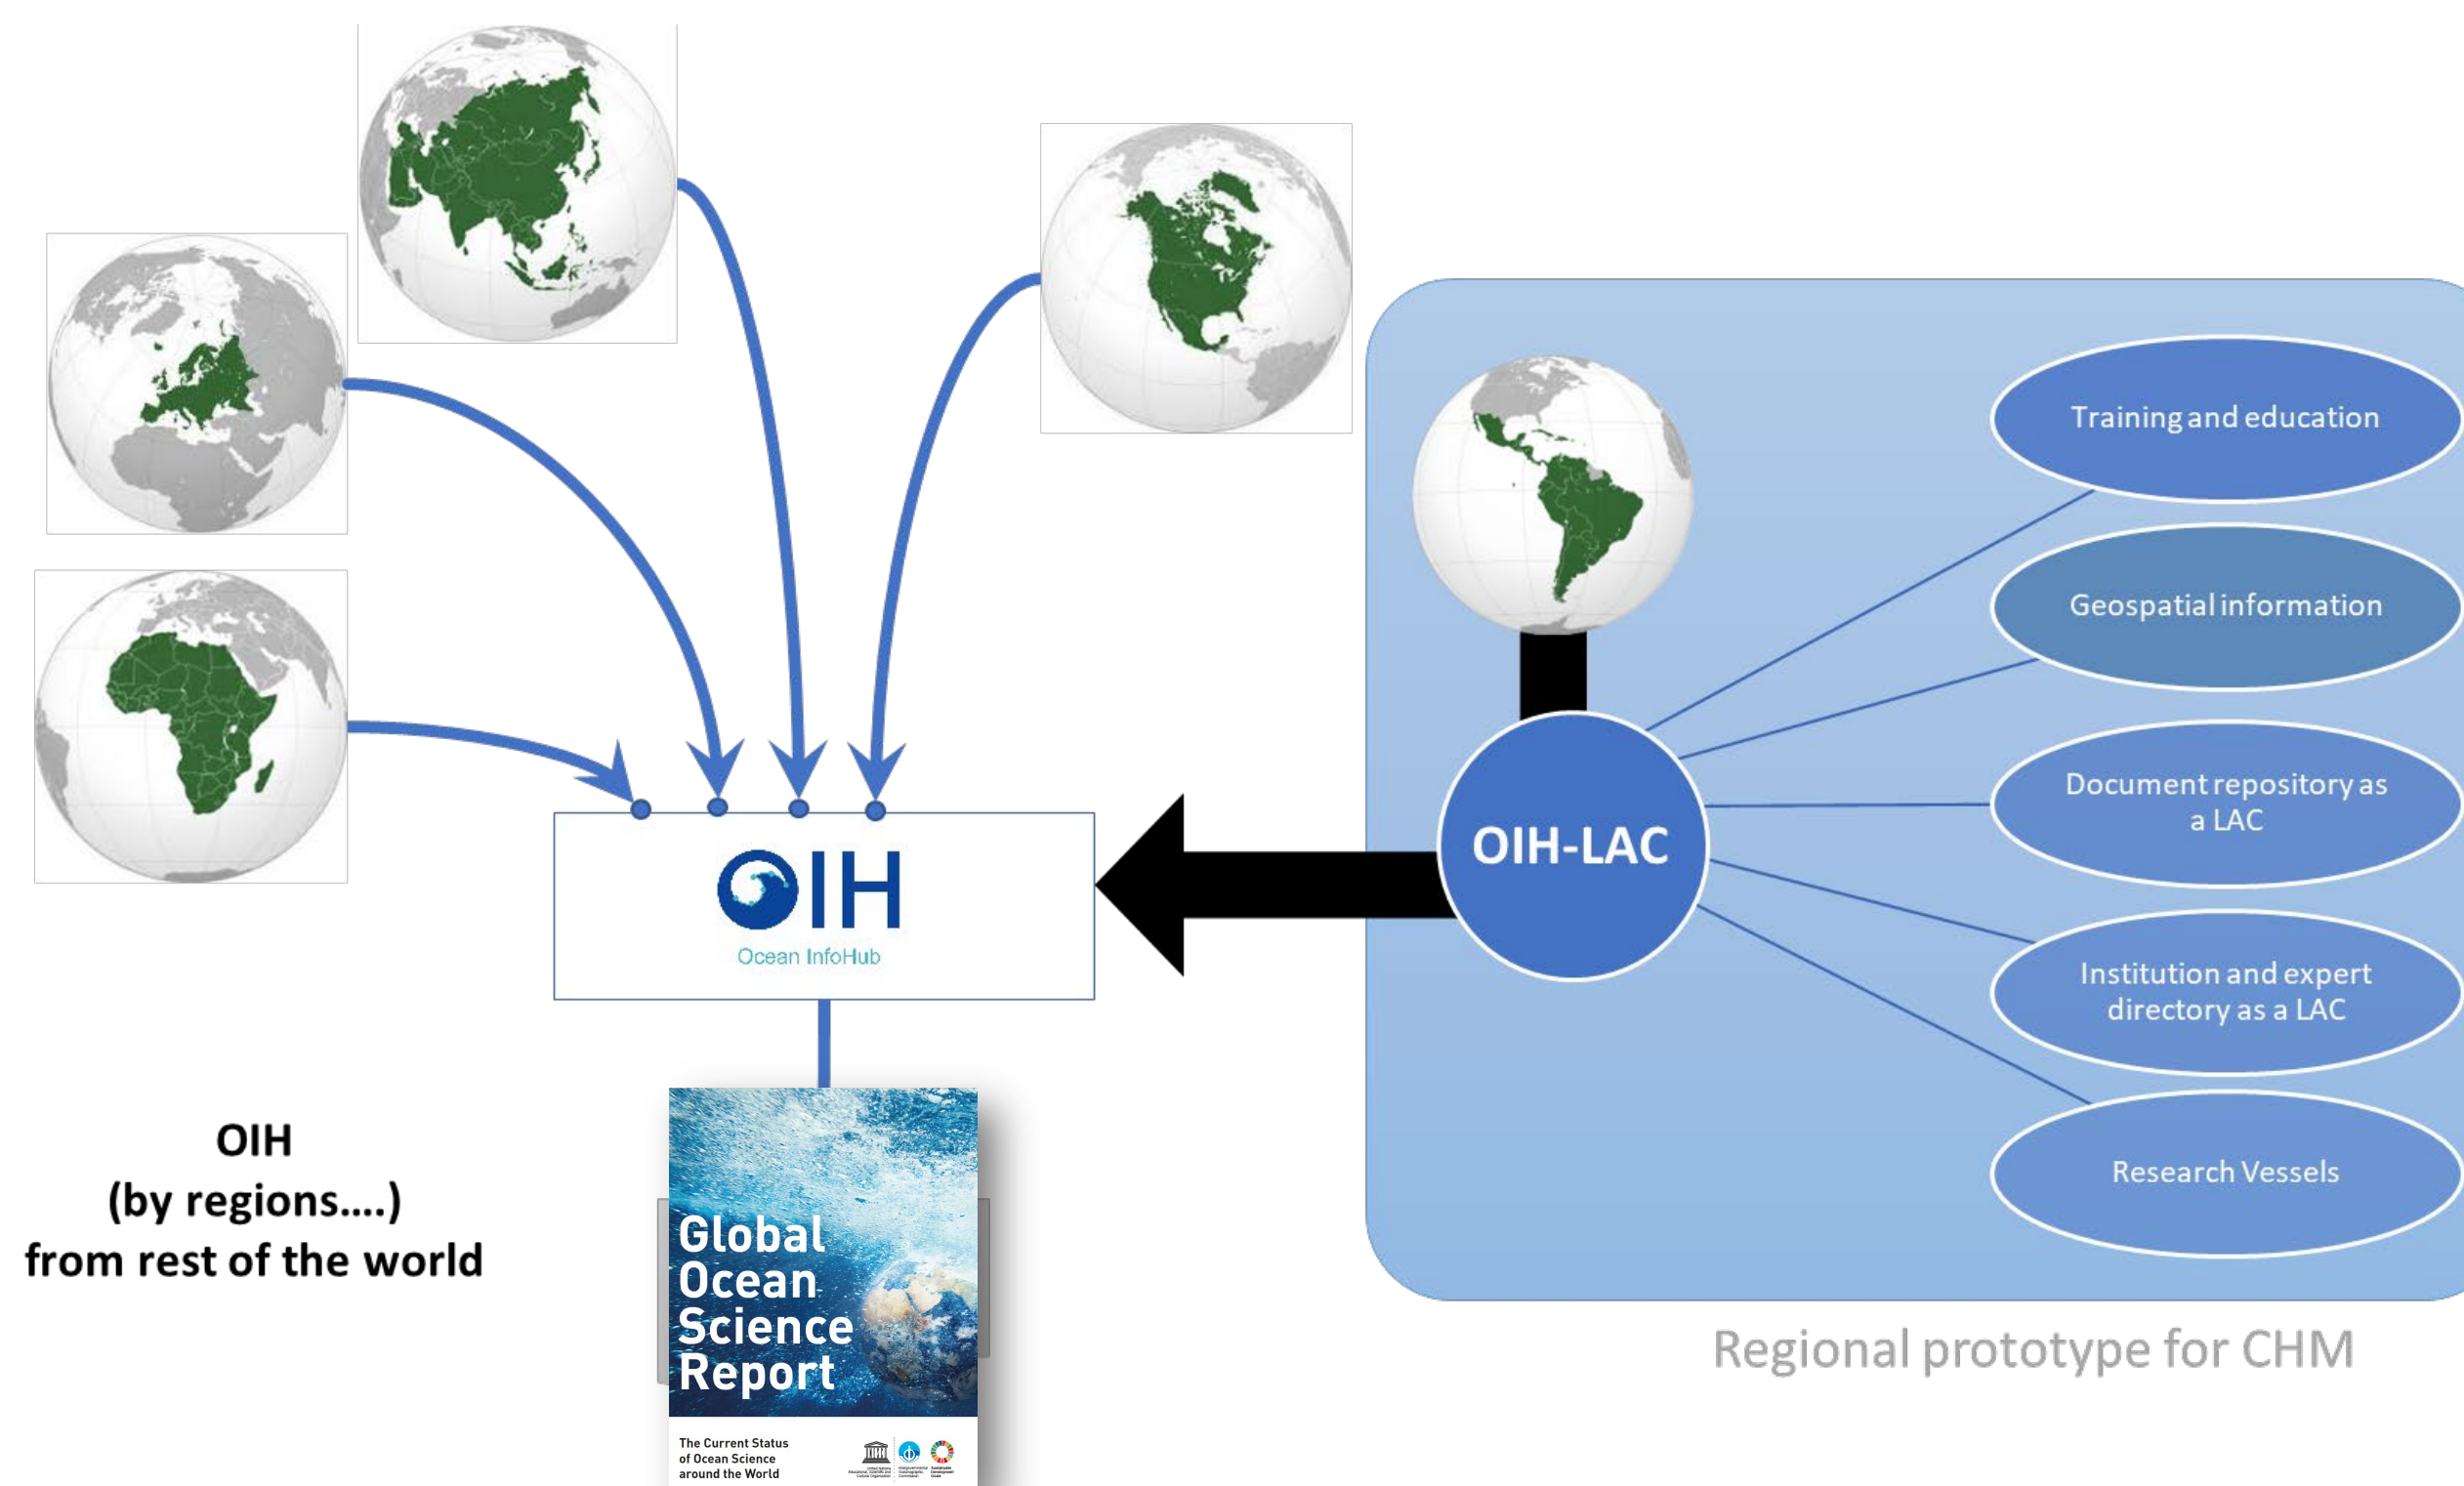 Training and education
Geospatial information
Document repository as
a LAC
OIH-LAC
Institution and expert
directory as a LAC
Research Vessels
Regional prototype for CHM
OIH
Ocean InfoHub
OIH
(by regions....)
from rest of the world
Global
Ocean
Science
Report
The Current Status
of Ocean Science
around the World